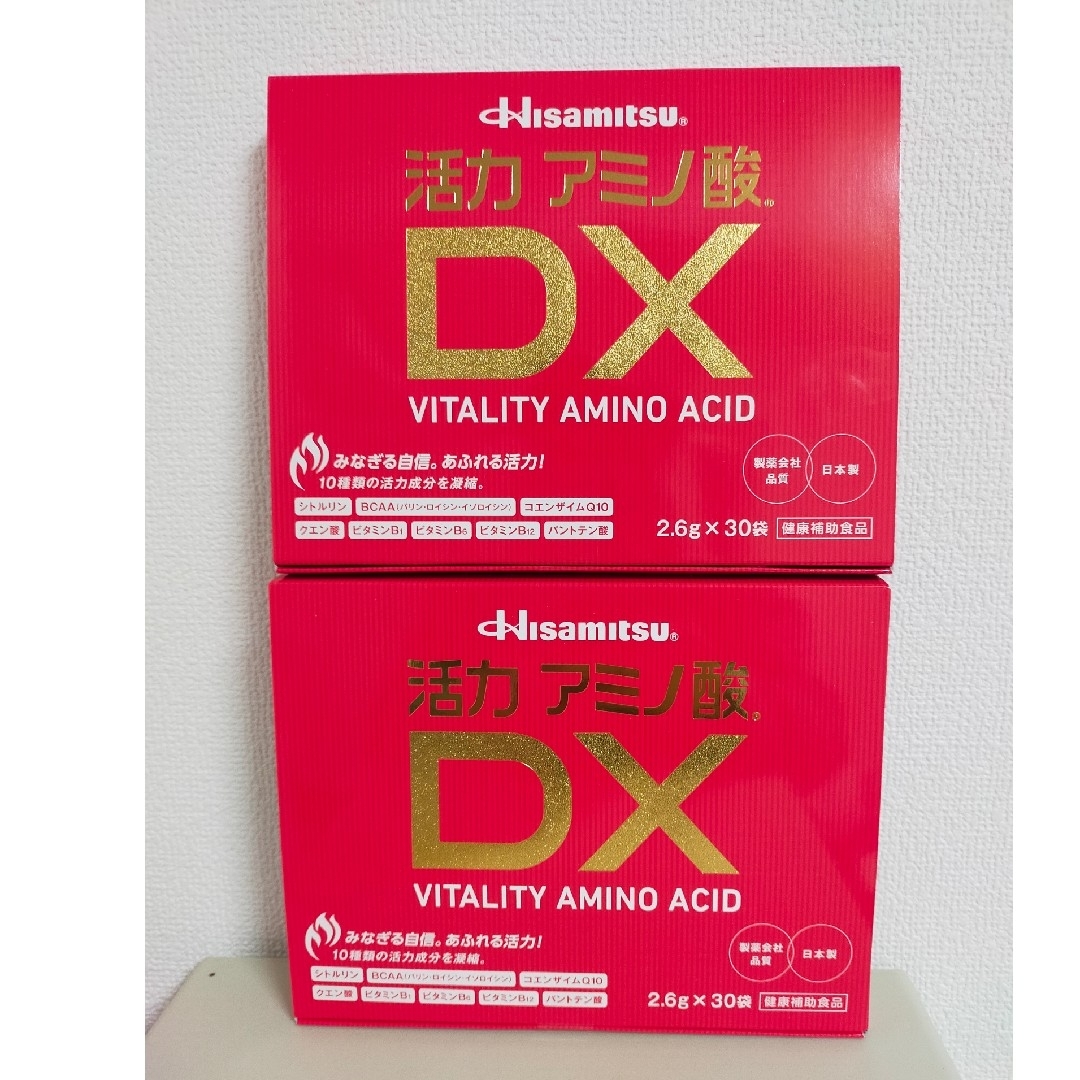 Hisamitsu®
活力 アミノ酸®
DX
VITALITY AMINO ACID
みなぎる自信。あふれる活力!
10種類の活力成分を凝縮。
製薬会社
品質
日本製
シトルリン BCAA(バリン・ロイシン・イソロイシン) コエンザイムQ10
クエン酸 ビタミンB1 ビタミンB6 ビタミンB12 パントテン酸
2.6g×30袋 健康補助食品
Hisamitsu®
活力 アミノ酸®
DX
VITALITY AMINO ACID
みなぎる自信。あふれる活力!
10種類の活力成分を凝縮。
製薬会社
品質
日本製
シトルリン BCAA(バリン・ロイシン・イソロイシン) コエンザイムQ10
クエン酸 ビタミンB1 ビタミンB6 ビタミンB12 パントテン酸
2.6g×30袋 健康補助食品